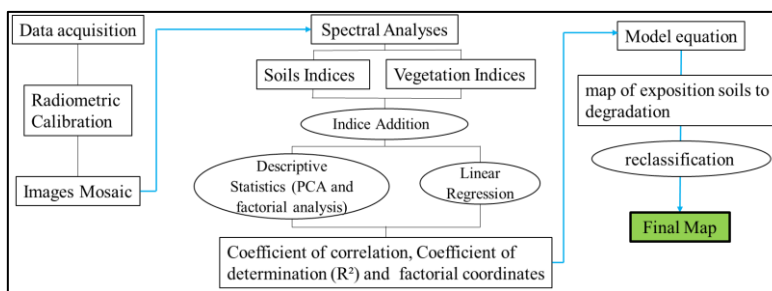 Data acquisition
Radiometric
Calibration
Images Mosaic
Spectral Analyses
Soils Indices
Vegetation Indices
Indice Addition
Descriptive
Statistics (PCA and
factorial analysis)
Linear
Regression
Coefficient of correlation, Coefficient of
determination (R²) and factorial coordinates
Model equation
map of exposition soils to
degradation
reclassification
Final Map